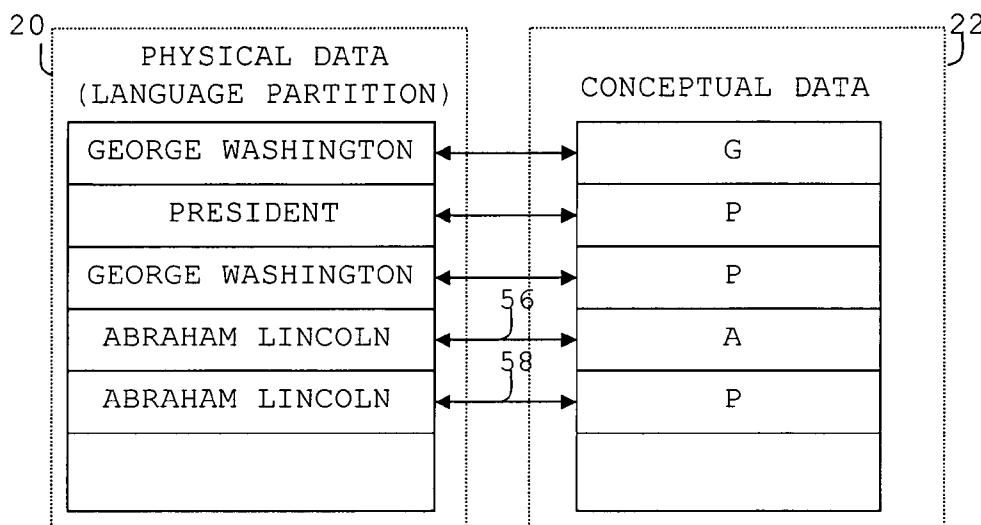 20
22
PHYSICAL DATA
(LANGUAGE PARTITION)
CONCEPTUAL DATA
GEORGE WASHINGTON
G
PRESIDENT
P
GEORGE WASHINGTON
P
56
ABRAHAM LINCOLN
A
58
ABRAHAM LINCOLN
P